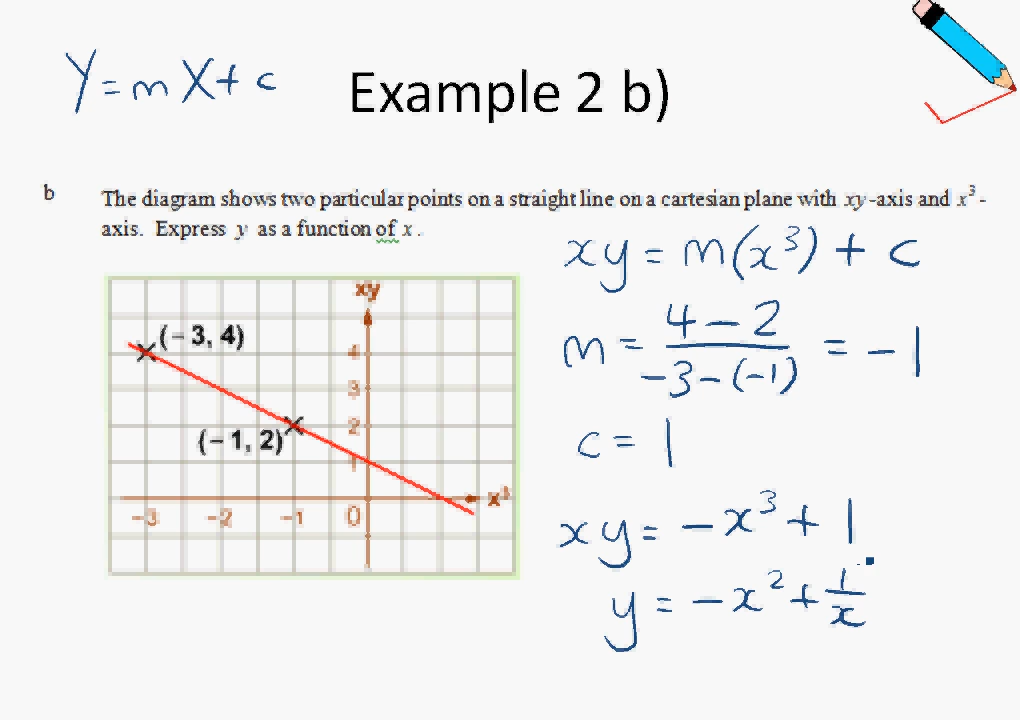 Y = mX + c
Example 2 b)
b The diagram shows two particular points on a straight line on a cartesian plane with xy-axis and x³-
axis. Express y as a function of x.
xy = m(x³) + c
m = 4 – 2 / –3 – (–1) = –1
c = 1
xy = –x³ + 1
y = –x² + 1/x
xy
(– 3, 4)
4
3
(– 1, 2)
2
1
x³
–3 –2 –1 0